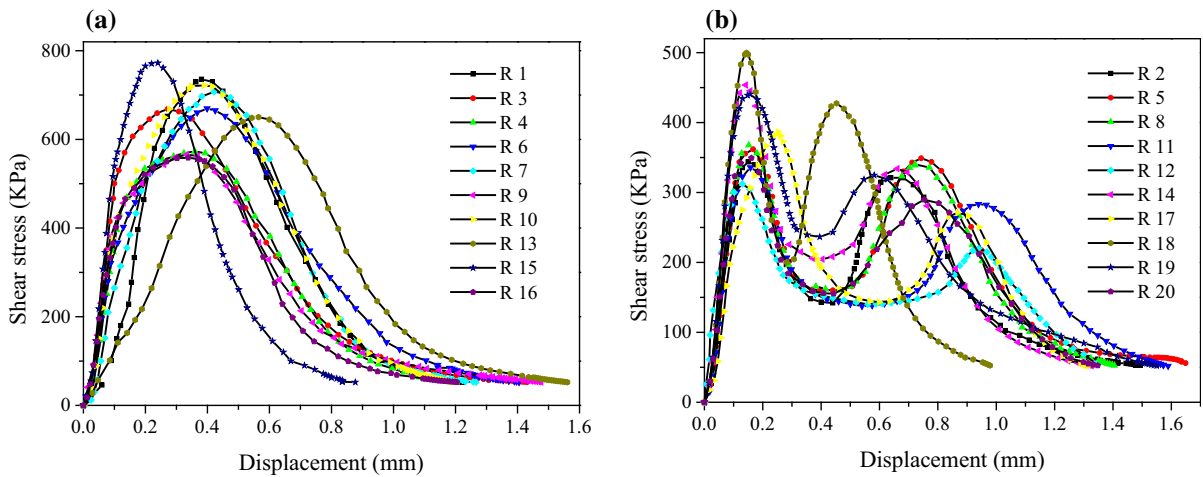 (a)
800
600
400
200
0
Shear stress (KPa)
0.0 0.2 0.4 0.6 0.8 1.0 1.2 1.4 1.6
Displacement (mm)
R 1
R 3
R 4
R 6
R 7
R 9
R 10
R 13
R 15
R 16
(b)
500
400
300
200
100
0
Shear stress (KPa)
0.0 0.2 0.4 0.6 0.8 1.0 1.2 1.4 1.6
Displacement (mm)
R 2
R 5
R 8
R 11
R 12
R 14
R 17
R 18
R 19
R 20